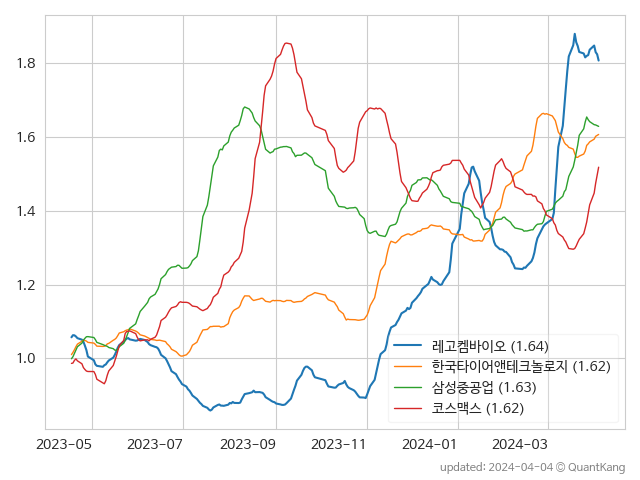 1.8
1.6
1.4
1.2
1.0
레고켐바이오 (1.64)
한국타이어앤테크놀로지 (1.62)
삼성중공업 (1.63)
코스맥스 (1.62)
2023-05 2023-07 2023-09 2023-11 2024-01 2024-03
updated: 2024-04-04 © QuantKang